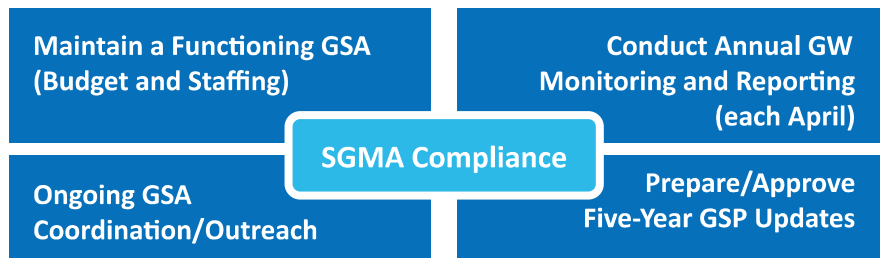 Maintain a Functioning GSA
(Budget and Staffing)
Conduct Annual GW
Monitoring and Reporting
(each April)
SGMA Compliance
Ongoing GSA
Coordination/Outreach
Prepare/Approve
Five-Year GSP Updates